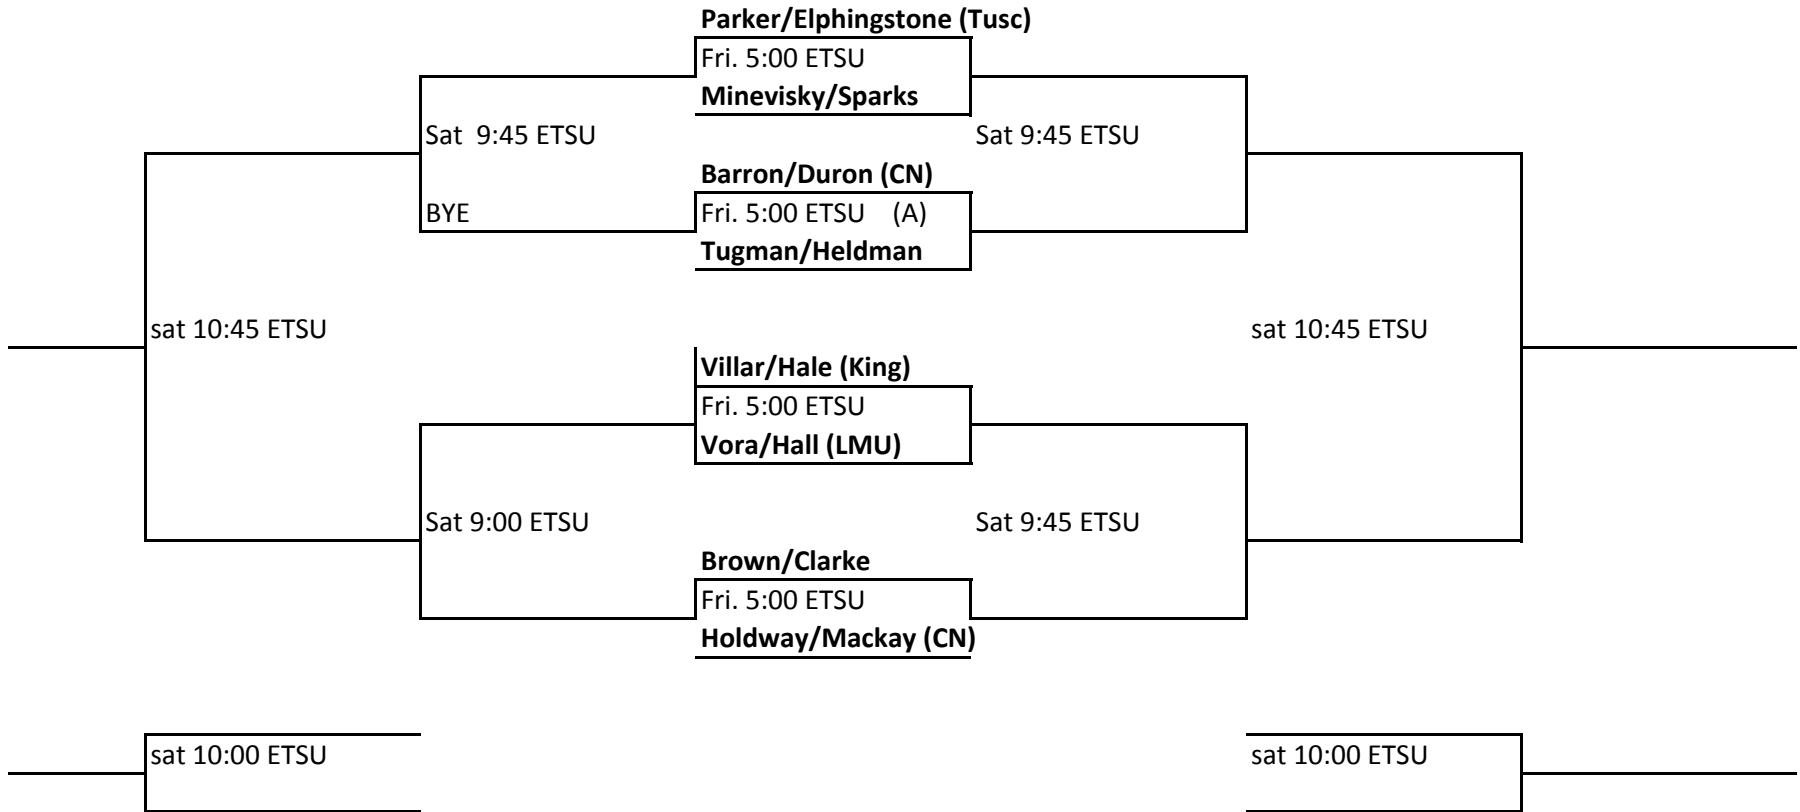 Parker/Elphingstone (Tusc)
Fri. 5:00 ETSU
Minevisky/Sparks
Sat  9:45 ETSU
Sat 9:45 ETSU
Barron/Duron (CN)
BYE
Fri. 5:00 ETSU    (A)
Tugman/Heldman
sat 10:45 ETSU
sat 10:45 ETSU
Villar/Hale (King)
Fri. 5:00 ETSU
Vora/Hall (LMU)
Sat 9:00 ETSU
Sat 9:45 ETSU
Brown/Clarke
Fri. 5:00 ETSU
Holdway/Mackay (CN)
sat 10:00 ETSU
sat 10:00 ETSU